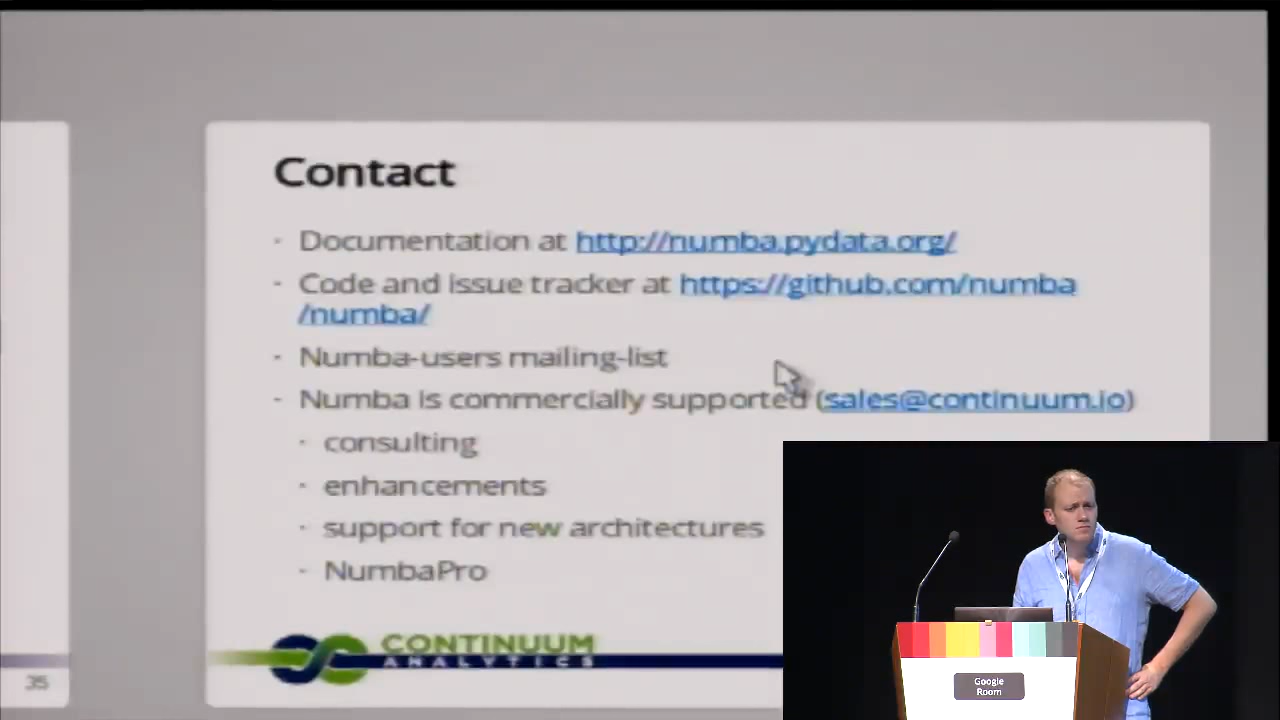 Contact
· Documentation at http://numba.pydata.org/
· Code and issue tracker at https://github.com/numba
/numba/
· Numba-users mailing-list
· Numba is commercially supported (sales@continuum.io)
· consulting
· enhancements
· support for new architectures
· NumbaPro
CONTINUUM
ANALYTICS
35
Google
Room